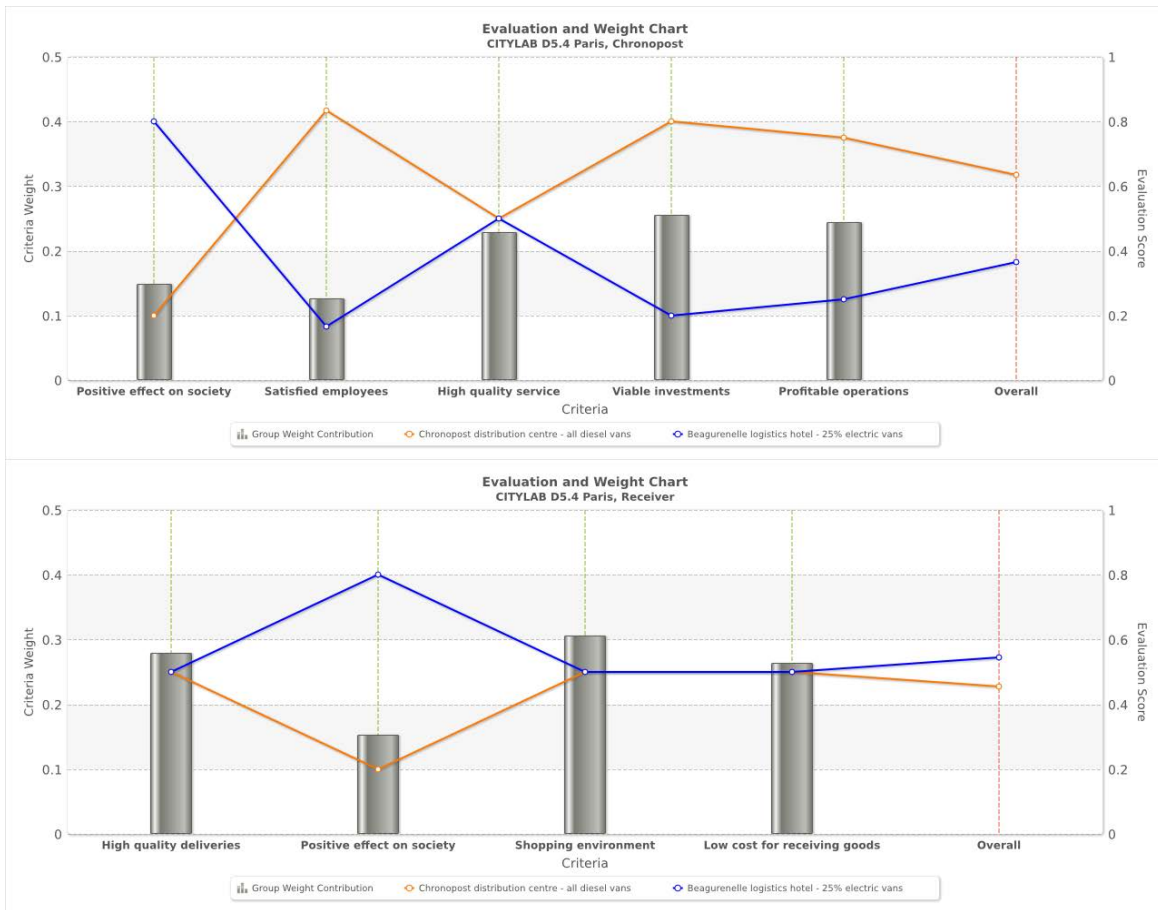 Evaluation and Weight Chart
CITYLAB D5.4 Paris, Chronopost
0.5
0.4
0.3
0.2
0.1
0
Criteria Weight
1
0.8
0.6
0.4
0.2
0
Evaluation Score
Positive effect on society
Satisfied employees
High quality service
Viable investments
Profitable operations
Overall
Criteria
Group Weight Contribution
Chronopost distribution centre - all diesel vans
Beagurenelle logistics hotel - 25% electric vans
Evaluation and Weight Chart
CITYLAB D5.4 Paris, Receiver
0.5
0.4
0.3
0.2
0.1
0
Criteria Weight
1
0.8
0.6
0.4
0.2
0
Evaluation Score
High quality deliveries
Positive effect on society
Shopping environment
Low cost for receiving goods
Overall
Criteria
Group Weight Contribution
Chronopost distribution centre - all diesel vans
Beagurenelle logistics hotel - 25% electric vans